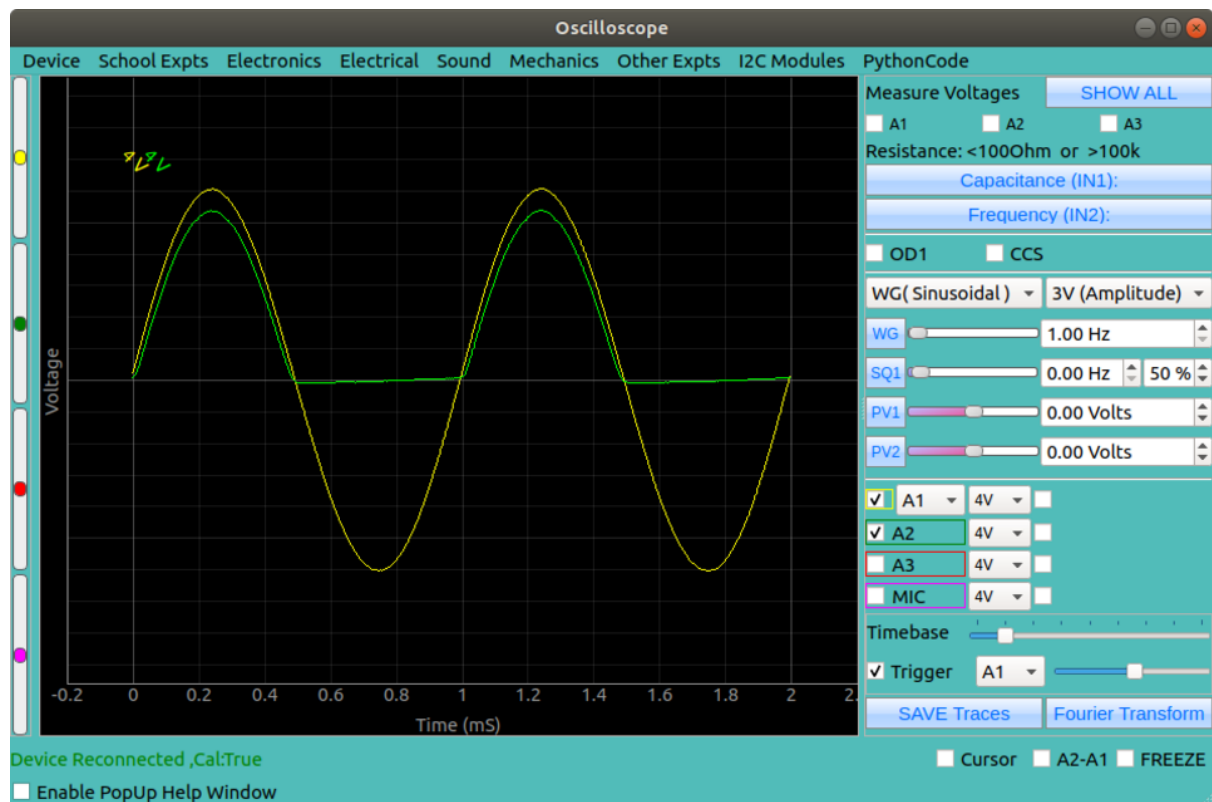 Oscilloscope
Device School Expts Electronics Electrical Sound Mechanics Other Expts I2C Modules PythonCode
Measure Voltages SHOW ALL
A1 A2 A3
Resistance: <100Ohm or >100k
Capacitance (IN1):
Frequency (IN2):
OD1 CCS
WG( Sinusoidal ) 3V (Amplitude)
WG 1.00 Hz
SQ1 0.00 Hz 50 %
PV1 0.00 Volts
PV2 0.00 Volts
A1 4V
A2 4V
A3 4V
MIC 4V
Timebase
Trigger A1
SAVE Traces Fourier Transform
4V 4V
Voltage
-0.2 0 0.2 0.4 0.6 0.8 1 1.2 1.4 1.6 1.8 2 2.
Time (mS)
Device Reconnected ,Cal:True
Cursor A2-A1 FREEZE
Enable PopUp Help Window